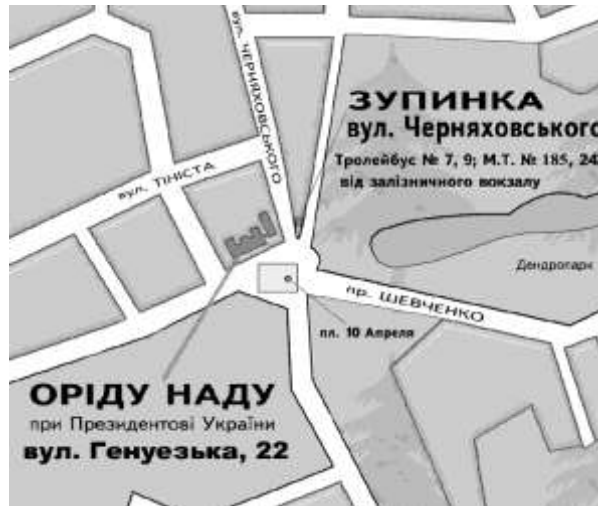 вул. ЧЕРНЯХОВСЬКОГО
ЗУПИНКА
вул. Черняховського
Тролейбус № 7, 9; М.Т. № 185, 24
від залізничного вокзалу
вул. ТІНІСТА
Дендропарк
пр. ШЕВЧЕНКО
пл. 10 Апреля
ОРІДУ НАДУ
при Президентові України
вул. Генуезька, 22